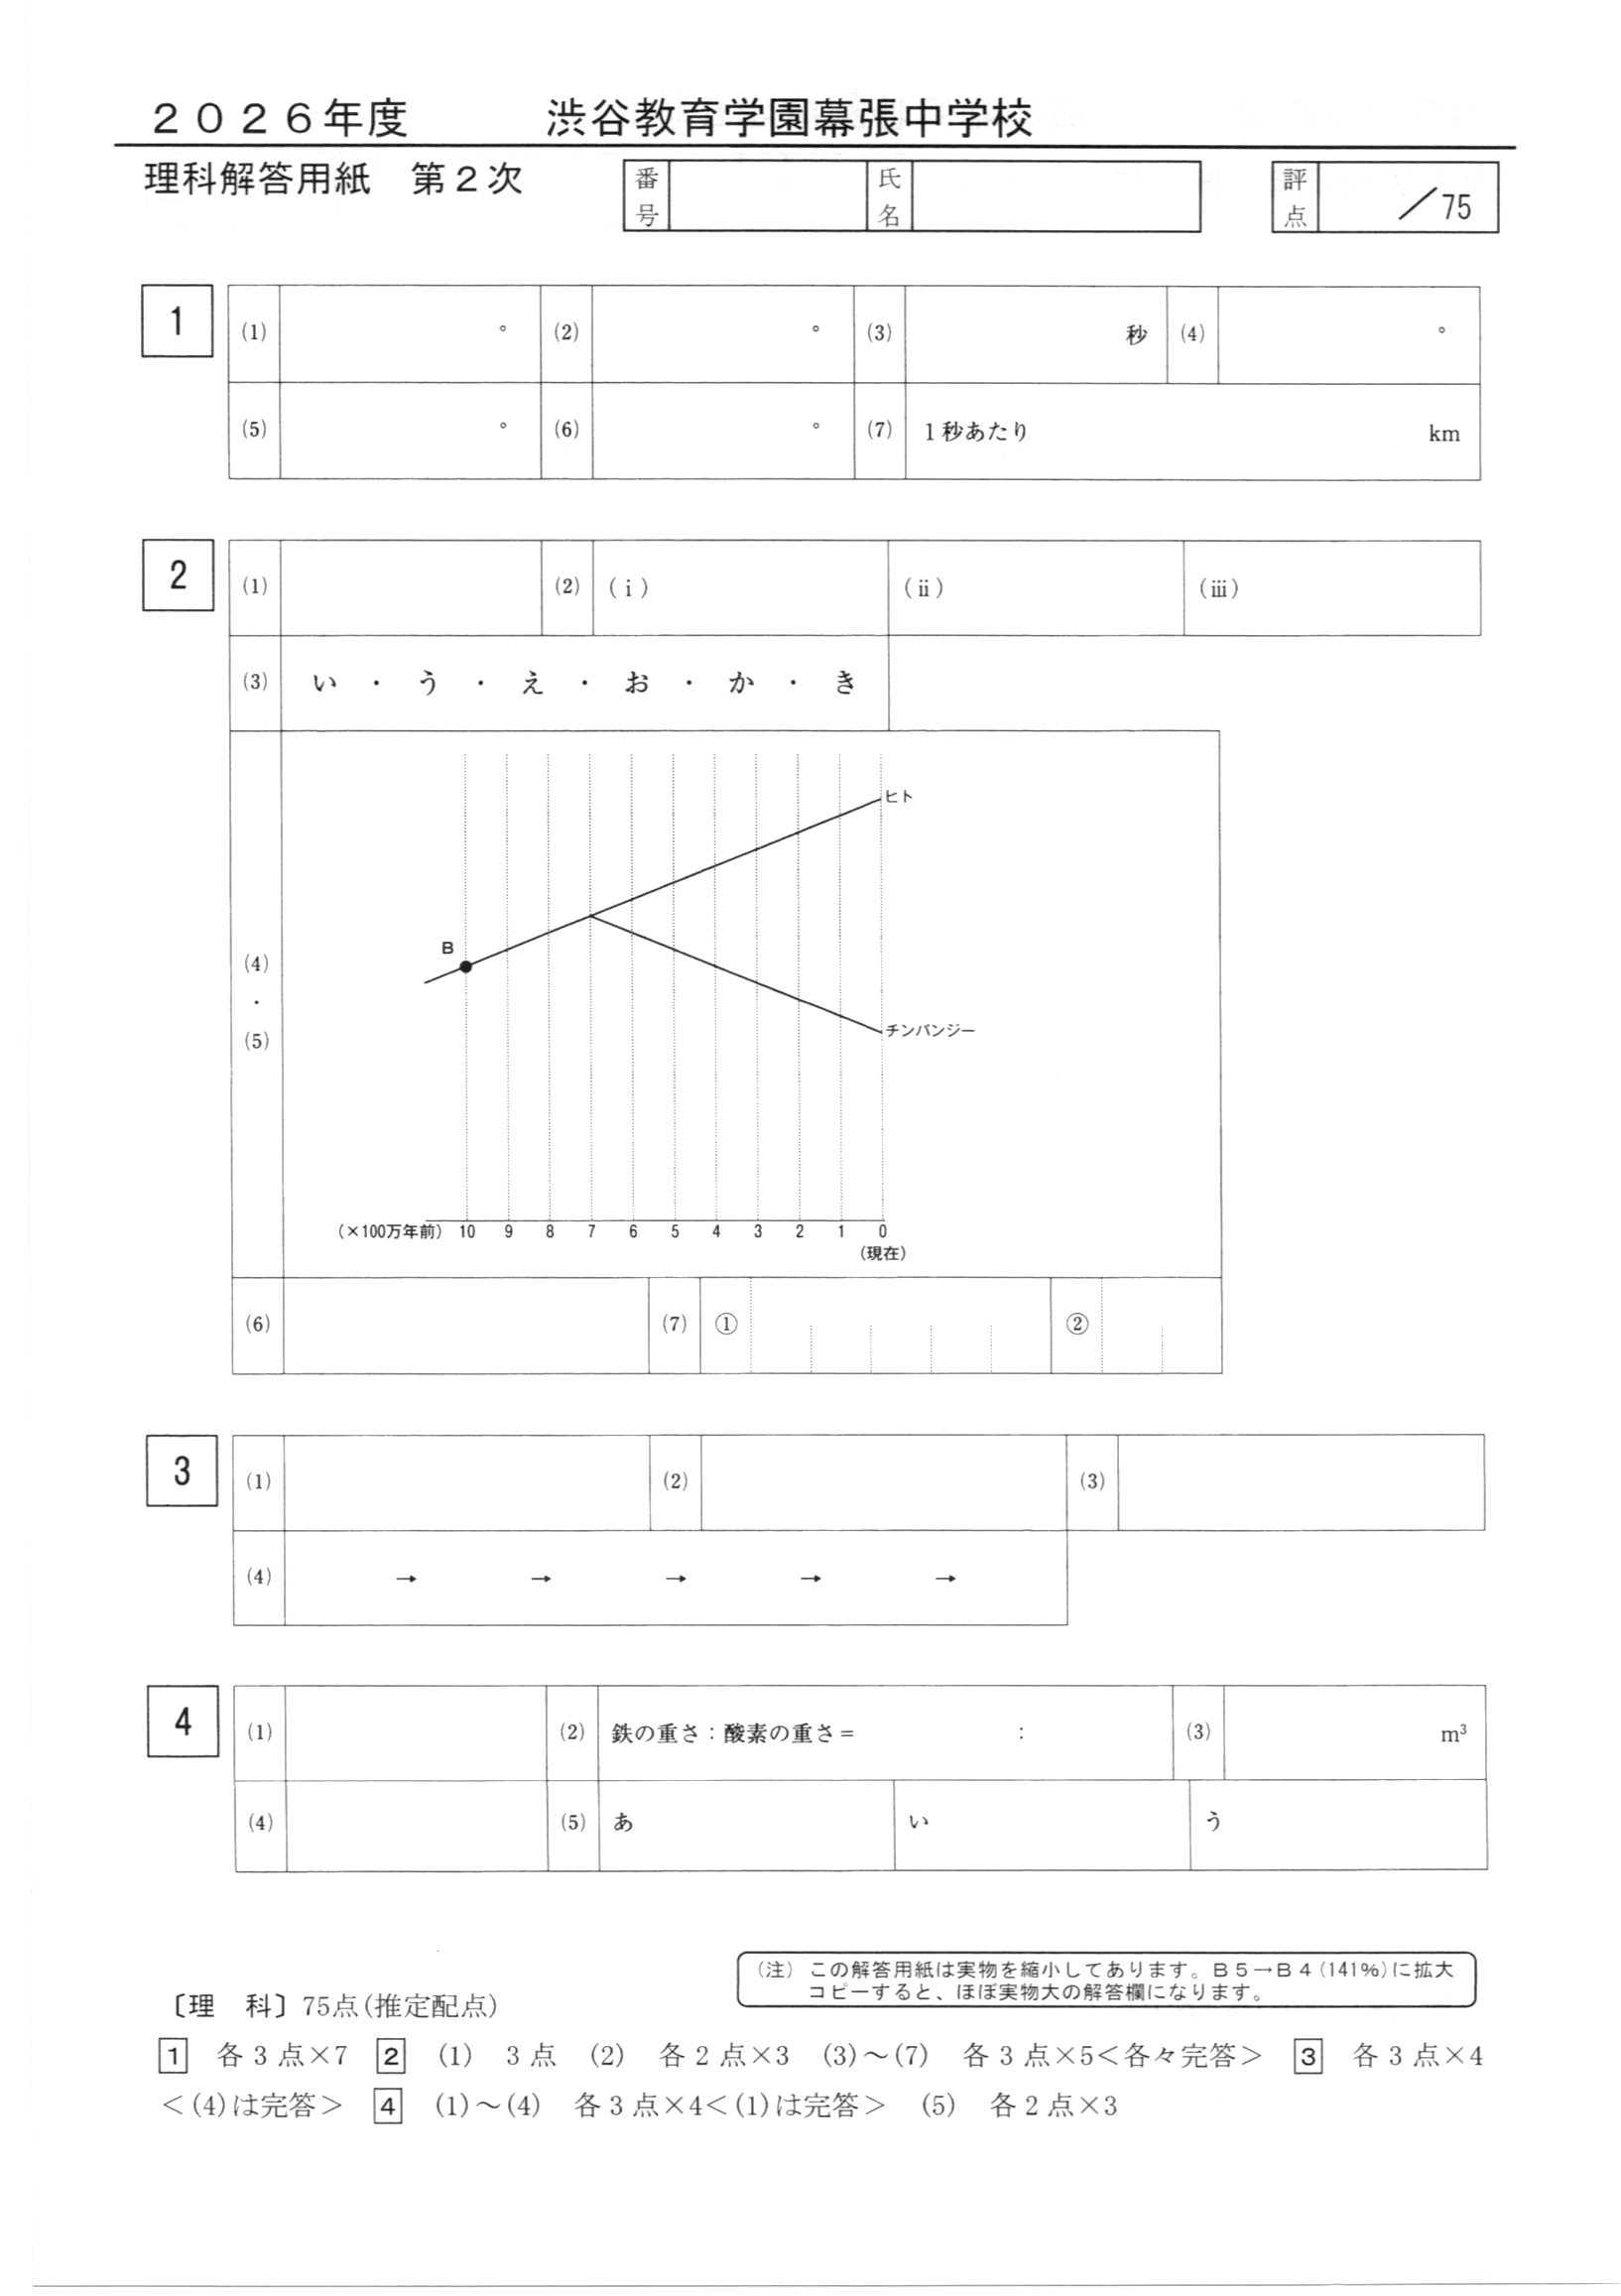 ２０２６年度　渋谷教育学園幕張中学校
理科解答用紙　第２次
番号
氏名
評点
／75
1
(1) °
(2) °
(3) 秒
(4) °
(5) °
(6) °
(7) 1秒あたり km
2
(1)
(2) (ⅰ) (ⅱ) (ⅲ)
(3) い・う・え・お・か・き
(4)・(5)
ヒト
B
チンパンジー
(×100万年前) 10 9 8 7 6 5 4 3 2 1 0
(現在)
(6)
(7) ① ②
3
(1)
(2)
(3)
(4) → → → → →
4
(1)
(2) 鉄の重さ：酸素の重さ＝ ：
(3) m³
(4)
(5) あ い う
(注) この解答用紙は実物を縮小してあります。Ｂ５→Ｂ４(141％)に拡大
コピーすると、ほぼ実物大の解答欄になります。
〔理　科〕75点(推定配点)
1　各３点×7　2　(1)　3点　(2)　各２点×3　(3)～(7)　各３点×5＜各々完答＞　3　各３点×4
＜(4)は完答＞　4　(1)～(4)　各３点×4＜(1)は完答＞　(5)　各２点×3